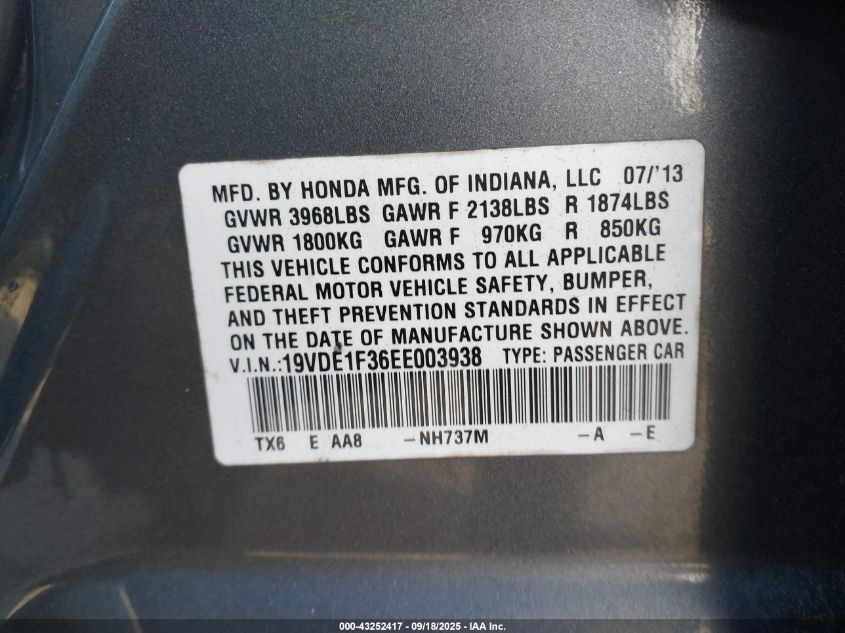 MFD. BY HONDA MFG. OF INDIANA, LLC 07/'13
GVWR 3968LBS GAWR F 2138LBS R 1874LBS
GVWR 1800KG GAWR F 970KG R 850KG
THIS VEHICLE CONFORMS TO ALL APPLICABLE
FEDERAL MOTOR VEHICLE SAFETY, BUMPER,
AND THEFT PREVENTION STANDARDS IN EFFECT
ON THE DATE OF MANUFACTURE SHOWN ABOVE.
V.I.N.:19VDE1F36EE003938 TYPE: PASSENGER CAR
TX6 E AA8 -NH737M -A -E
000-43252417 - 09/18/2025 - IAA Inc.